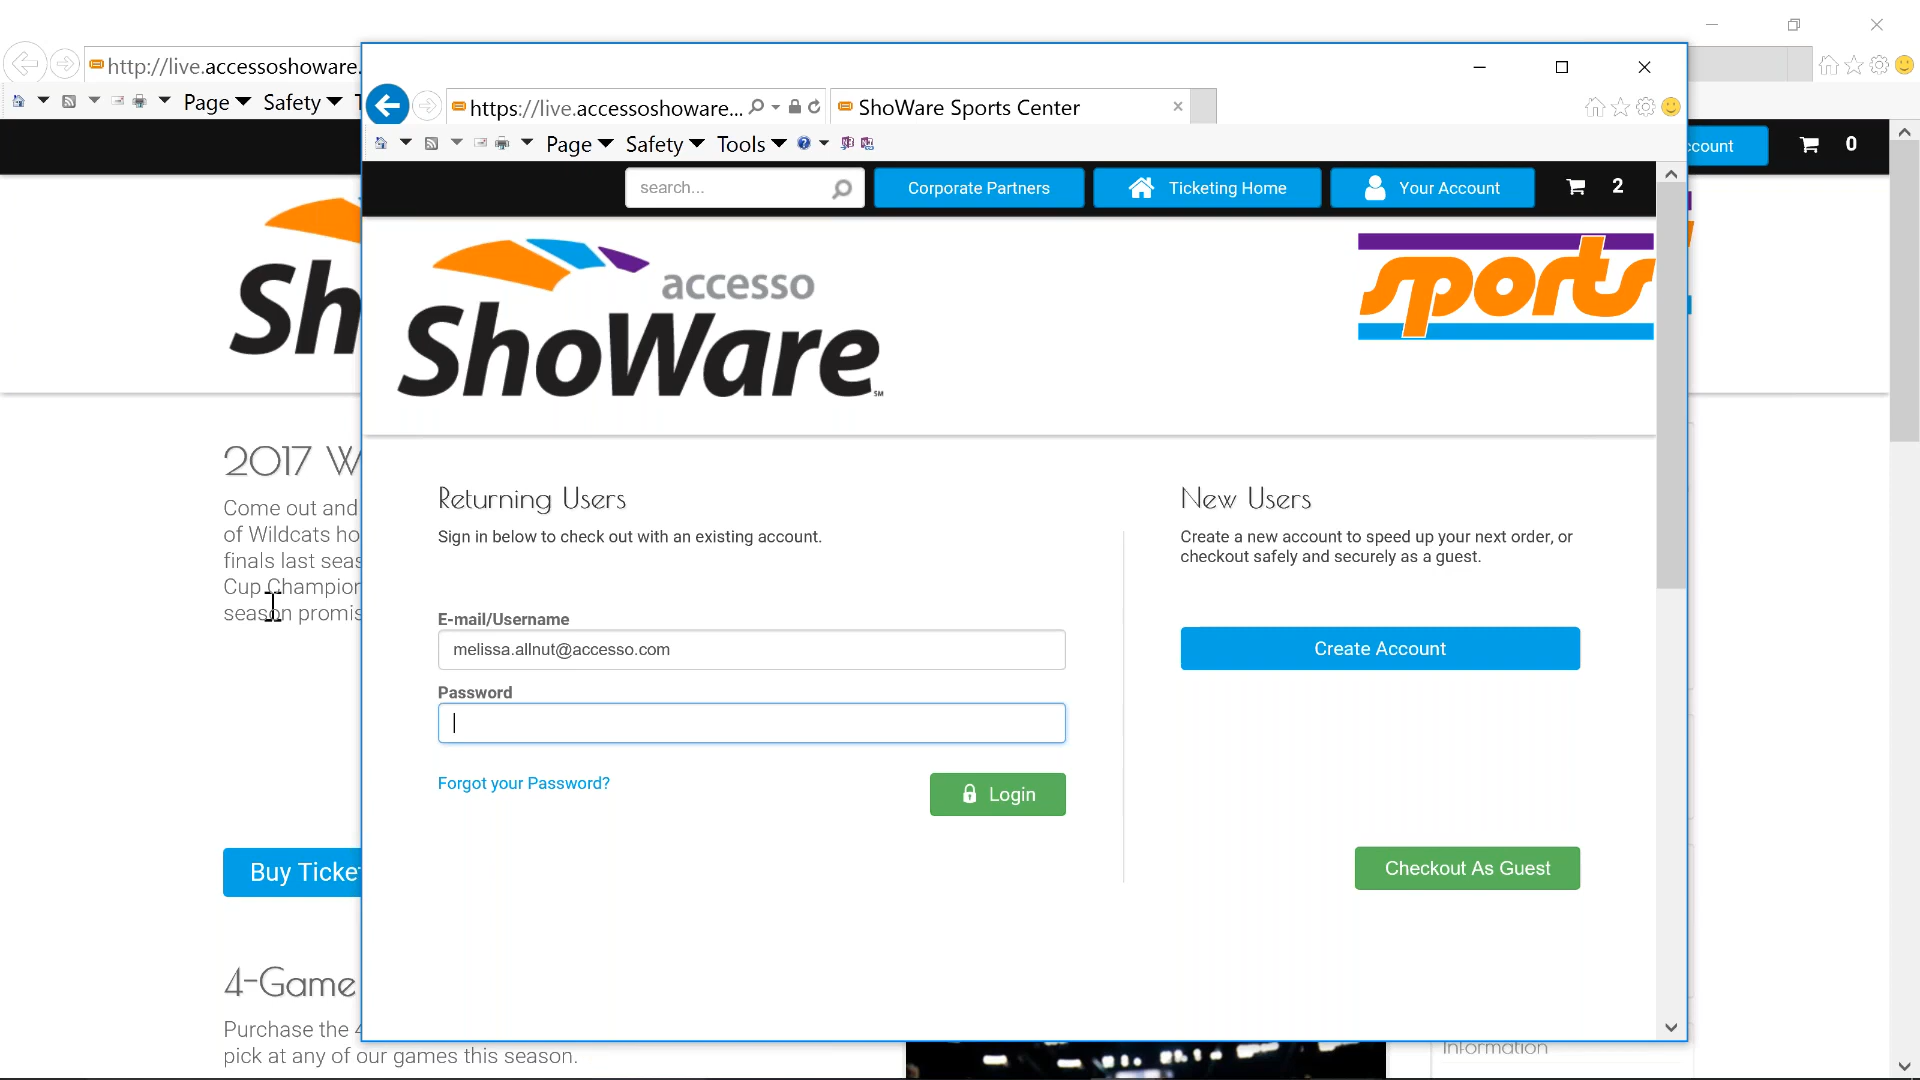 http://live.accessoshoware.
Page Safety T
https://live.accessoshoware... ShoWare Sports Center
Page Safety Tools
search... Corporate Partners Ticketing Home Your Account 2
ccount 0
accesso
ShoWare SM
sports
Sh
2017 W
Come out and
of Wildcats ho
finals last seas
Cup Champion
season promis
Buy Ticke
4-Game
Purchase the 4
pick at any of our games this season.
Returning Users
Sign in below to check out with an existing account.
E-mail/Username
melissa.allnut@accesso.com
Password
Forgot your Password?
Login
New Users
Create a new account to speed up your next order, or
checkout safely and securely as a guest.
Create Account
Checkout As Guest
Information